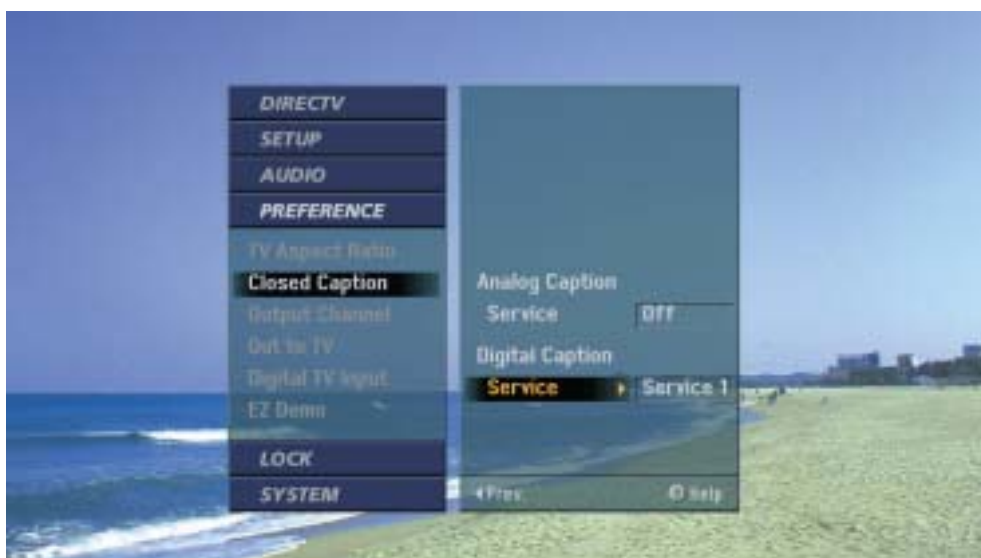 DIRECTV
SETUP
AUDIO
PREFERENCE
TV Aspect Ratio
Closed Caption
Output Channel
Out to TV
Digital TV Input
EZ Demo
LOCK
SYSTEM
Analog Caption
Service Off
Digital Caption
Service Service 1
Prev. Help